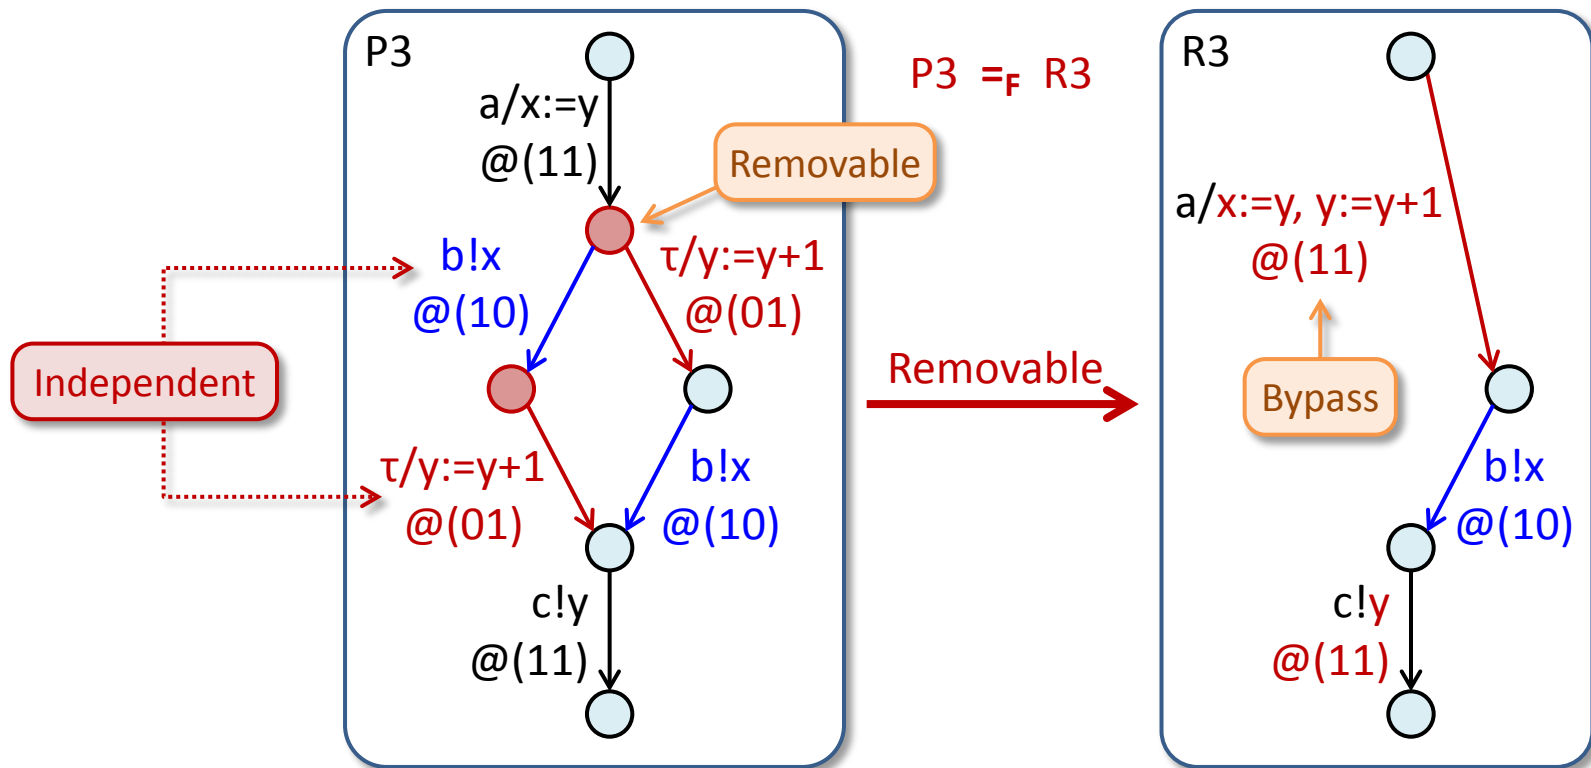 P3
a/x:=y
@(11)
Removable
b!x
@(10)
τ/y:=y+1
@(01)
Independent
τ/y:=y+1
@(01)
b!x
@(10)
c!y
@(11)
P3 =F R3
Removable
R3
a/x:=y, y:=y+1
@(11)
Bypass
b!x
@(10)
c!y
@(11)